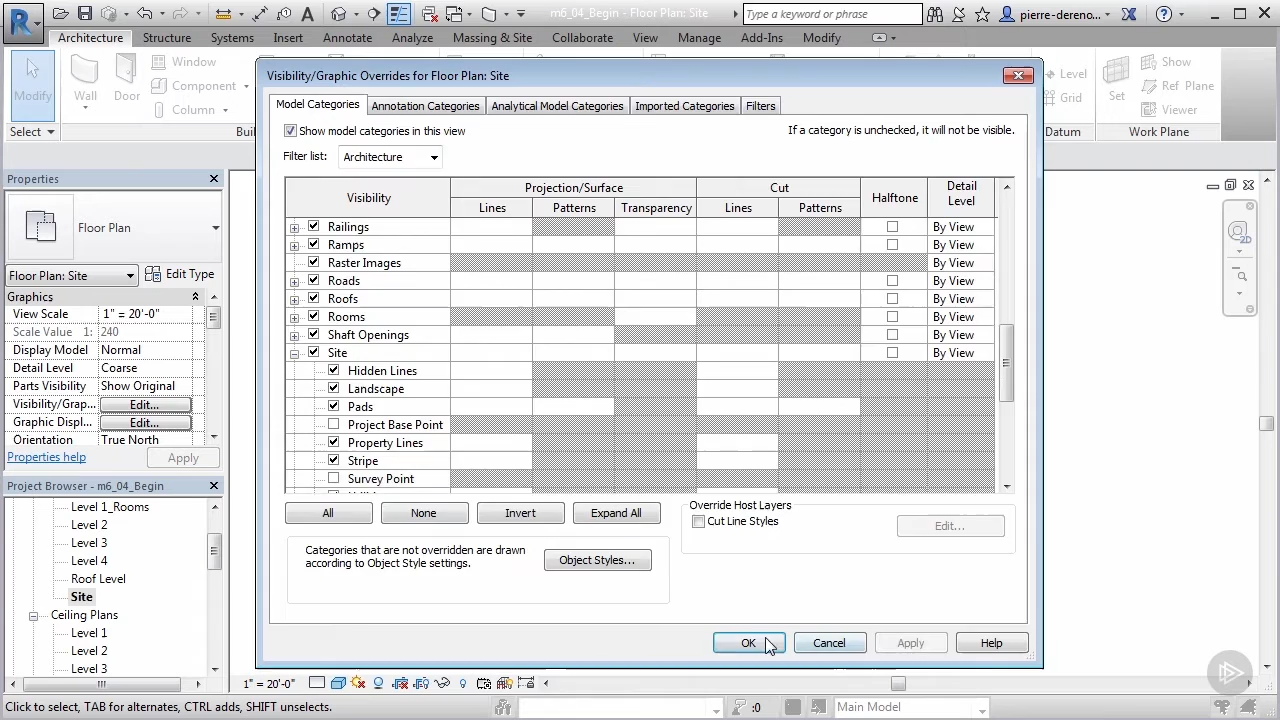 m6_04_Begin - Floor Plan: Site
Type a keyword or phrase
pierre-dereno...
Architecture Structure Systems Insert Annotate Analyze Massing & Site Collaborate View Manage Add-Ins Modify
Modify
Wall
Door
Window
Component
Column
Level
Grid
Set
Show
Ref Plane
Viewer
Select
Datum
Work Plane
Properties
Floor Plan
Floor Plan: Site
Edit Type
Graphics
View Scale 1" = 20'-0"
Scale Value 1: 240
Display Model Normal
Detail Level Coarse
Parts Visibility Show Original
Visibility/Grap... Edit...
Graphic Displ... Edit...
Orientation True North
Properties help
Apply
Project Browser - m6_04_Begin
Level 1_Rooms
Level 2
Level 3
Level 4
Roof Level
Site
Ceiling Plans
Level 1
Level 2
Level 3
Visibility/Graphic Overrides for Floor Plan: Site
Model Categories Annotation Categories Analytical Model Categories Imported Categories Filters
Show model categories in this view
If a category is unchecked, it will not be visible.
Filter list: Architecture
Visibility Projection/Surface Cut Halftone Detail Level
Lines Patterns Transparency Lines Patterns
Railings By View
Ramps By View
Raster Images By View
Roads By View
Roofs By View
Rooms By View
Shaft Openings By View
Site By View
Hidden Lines
Landscape
Pads
Project Base Point
Property Lines
Stripe
Survey Point
All None Invert Expand All
Override Host Layers
Cut Line Styles
Edit...
Categories that are not overridden are drawn
according to Object Style settings.
Object Styles...
OK Cancel Apply Help
1" = 20'-0"
Click to select, TAB for alternates, CTRL adds, SHIFT unselects.
:0
Main Model